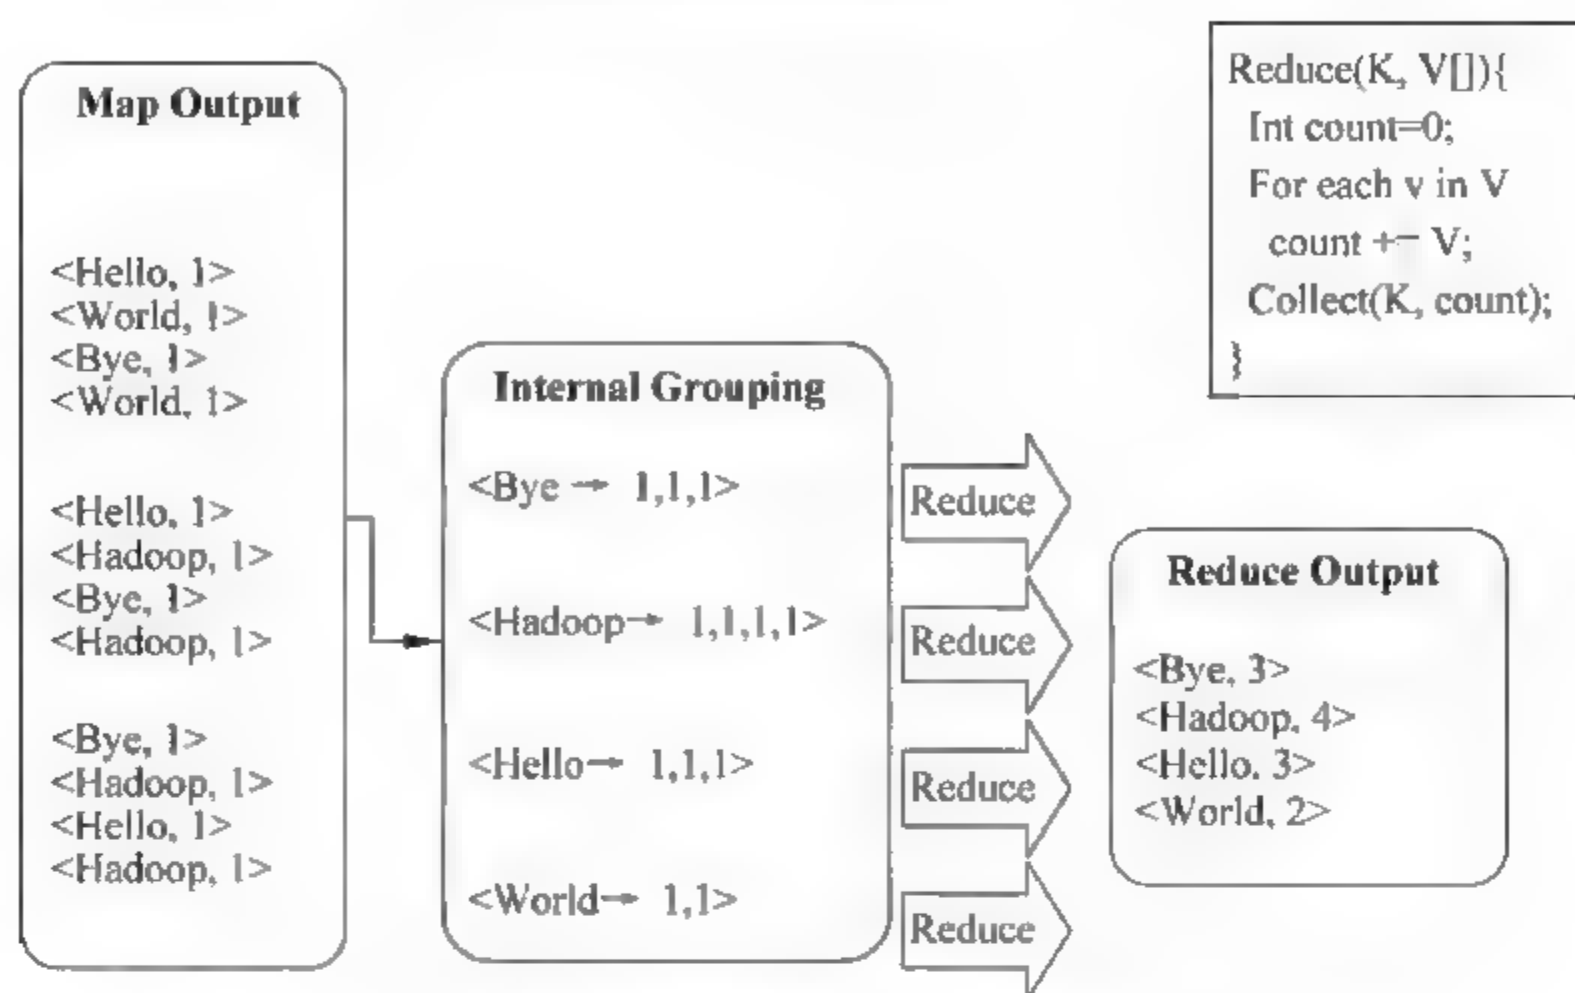 Map Output
<Hello, 1>
<World, 1>
<Bye, 1>
<World, 1>
<Hello, 1>
<Hadoop, 1>
<Bye, 1>
<Hadoop, 1>
<Bye, 1>
<Hadoop, 1>
<Hello, 1>
<Hadoop, 1>
Internal Grouping
<Bye → 1,1,1>
<Hadoop→ 1,1,1,1>
<Hello→ 1,1,1>
<World→ 1,1>
Reduce
Reduce
Reduce
Reduce
Reduce(K, V[]){
Int count=0;
For each v in V
count += V;
Collect(K, count);
}
Reduce Output
<Bye, 3>
<Hadoop, 4>
<Hello, 3>
<World, 2>